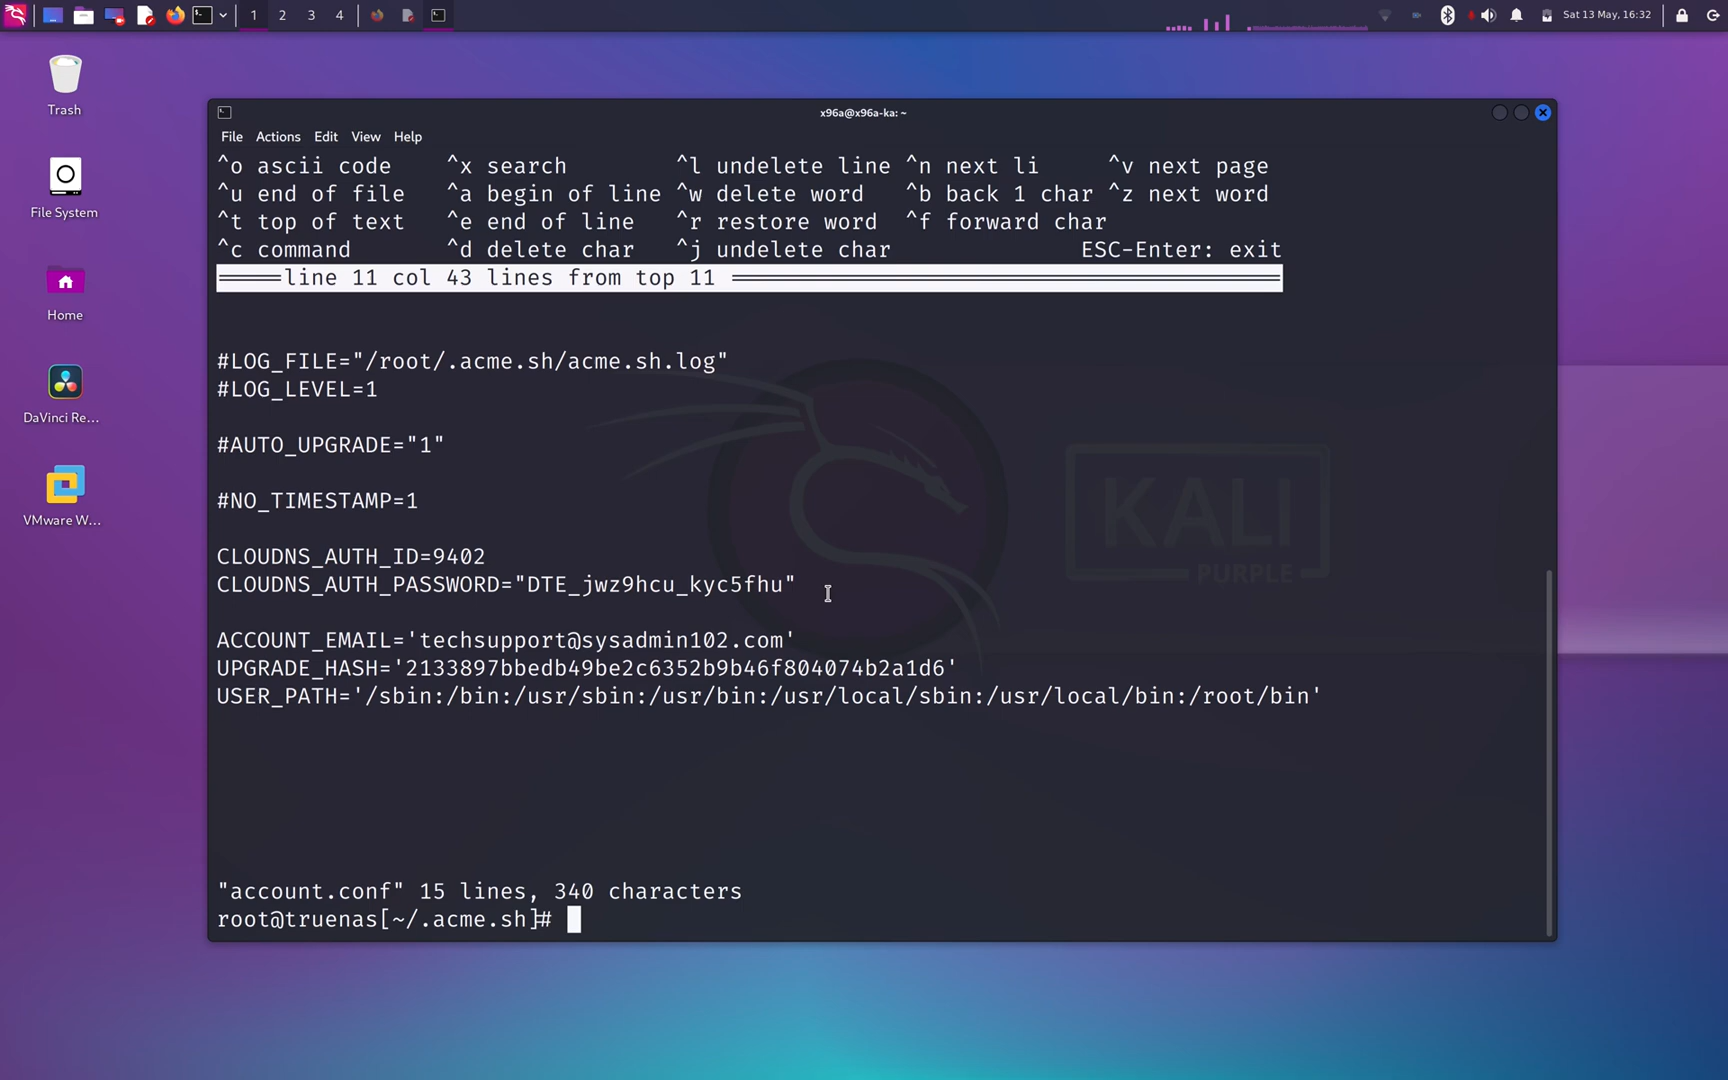 1 2 3 4
Sat 13 May, 16:32
Trash
File System
Home
DaVinci Re...
VMware W...
x96a@x96a-ka: ~
File Actions Edit View Help
^o ascii code ^x search ^l undelete line ^n next li ^v next page
^u end of file ^a begin of line ^w delete word ^b back 1 char ^z next word
^t top of text ^e end of line ^r restore word ^f forward char
^c command ^d delete char ^j undelete char ESC-Enter: exit
=====line 11 col 43 lines from top 11 =========================================
#LOG_FILE="/root/.acme.sh/acme.sh.log"
#LOG_LEVEL=1
#AUTO_UPGRADE="1"
#NO_TIMESTAMP=1
CLOUDNS_AUTH_ID=9402
CLOUDNS_AUTH_PASSWORD="DTE_jwz9hcu_kyc5fhu"
ACCOUNT_EMAIL='techsupport@sysadmin102.com'
UPGRADE_HASH='2133897bbedb49be2c6352b9b46f804074b2a1d6'
USER_PATH='/sbin:/bin:/usr/sbin:/usr/bin:/usr/local/sbin:/usr/local/bin:/root/bin'
"account.conf" 15 lines, 340 characters
root@truenas[~/.acme.sh]#
KALI
PURPLE